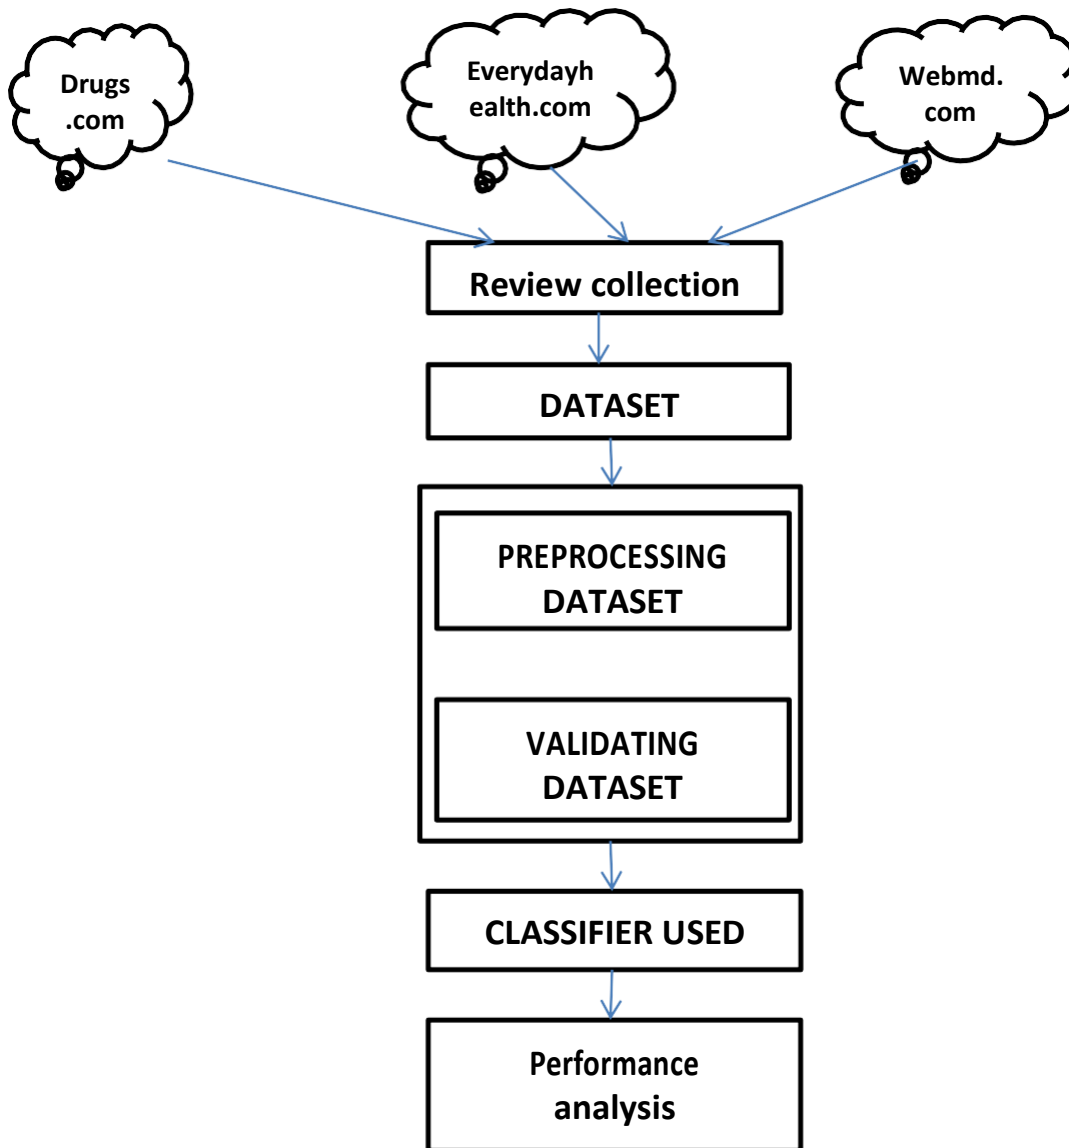 Drugs
.com
Everydayh
ealth.com
Webmd.
com
Review collection
DATASET
PREPROCESSING
DATASET
VALIDATING
DATASET
CLASSIFIER USED
Performance
analysis